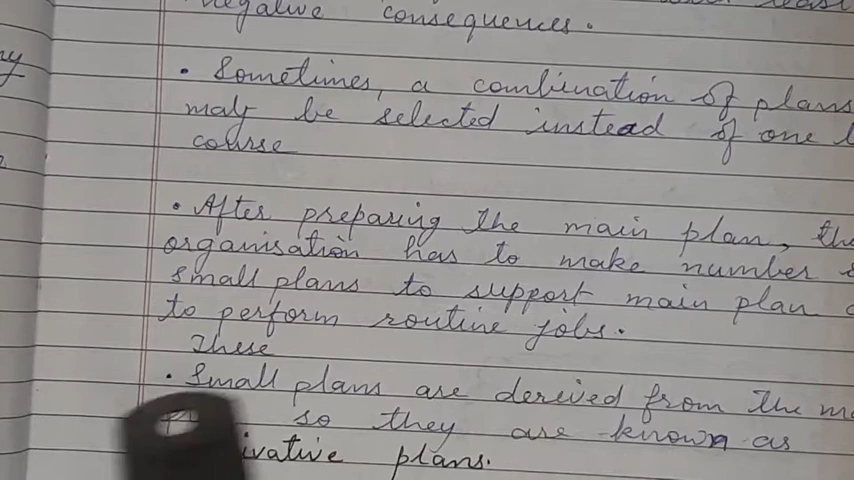 negative consequences.
• Sometimes, a combination of plans
may be selected instead of one
course
• After preparing the main plan, the
organisation has to make number
small plans to support main plan
to perform routine jobs.
These
• Small plans are derived from the
so they are known as
plans.